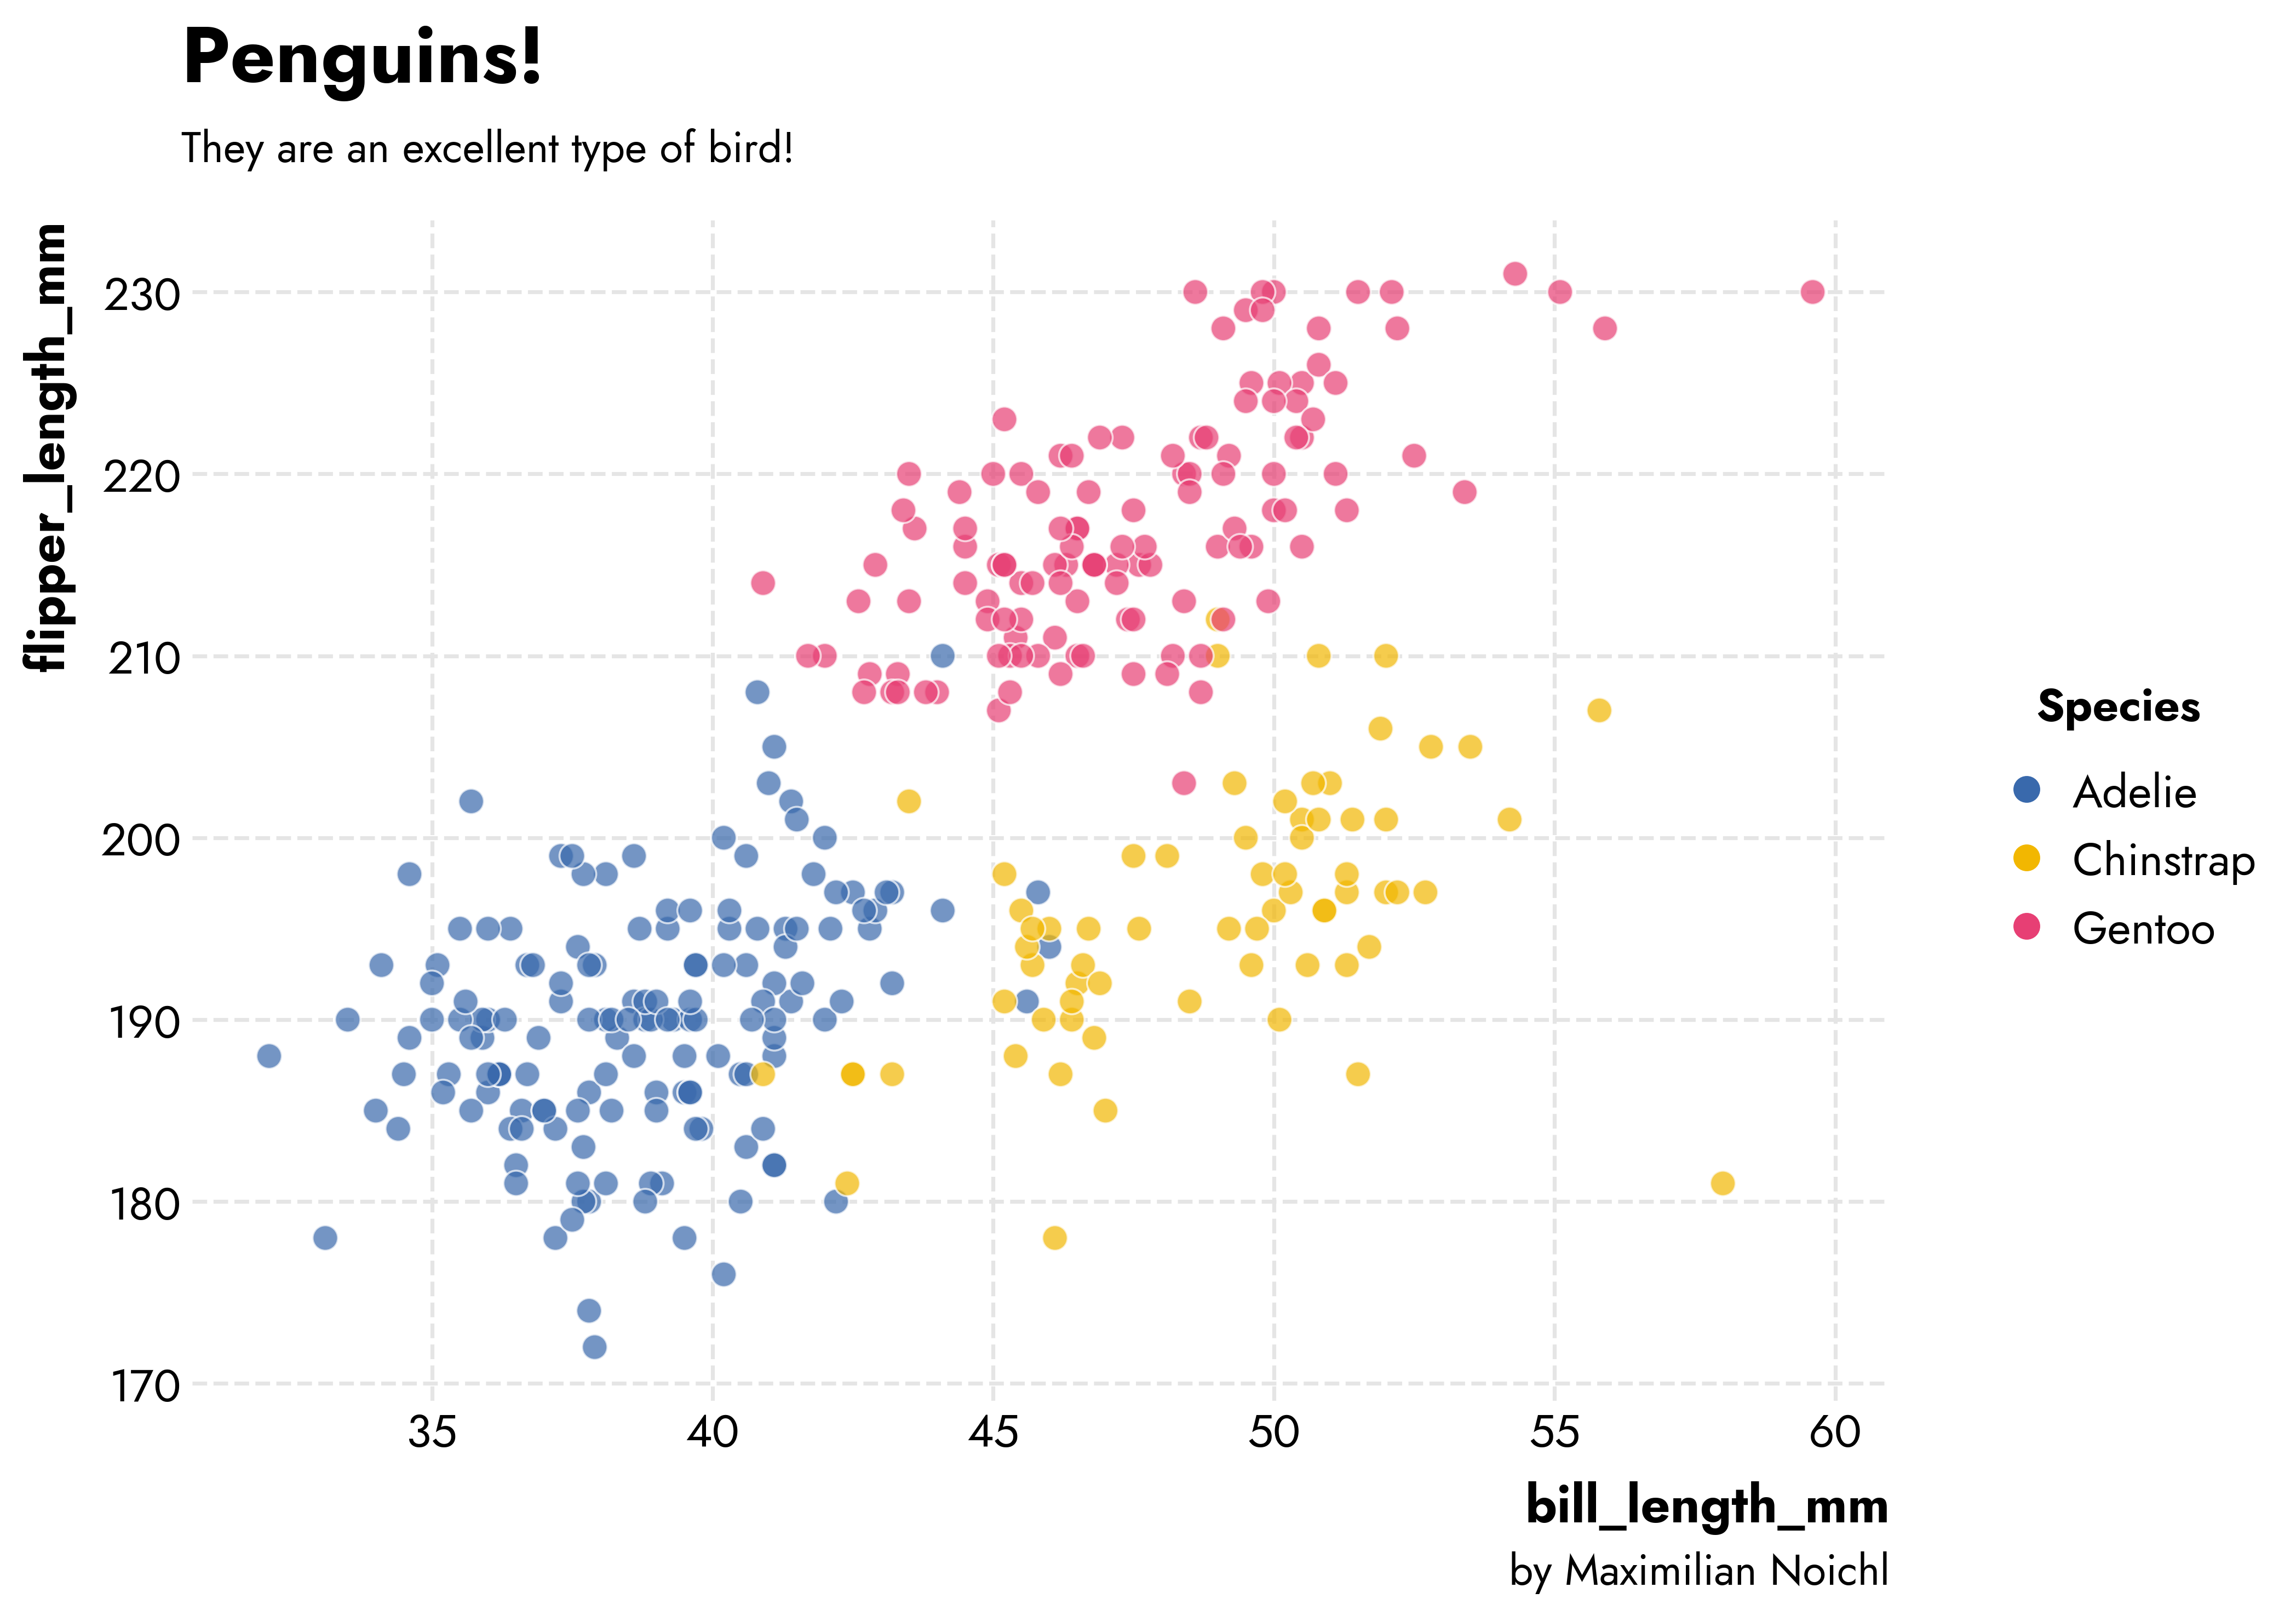 Penguins!
They are an excellent type of bird!
flipper_length_mm
230
220
210
200
190
180
170
35 40 45 50 55 60
bill_length_mm
by Maximilian Noichl
Species
Adelie
Chinstrap
Gentoo